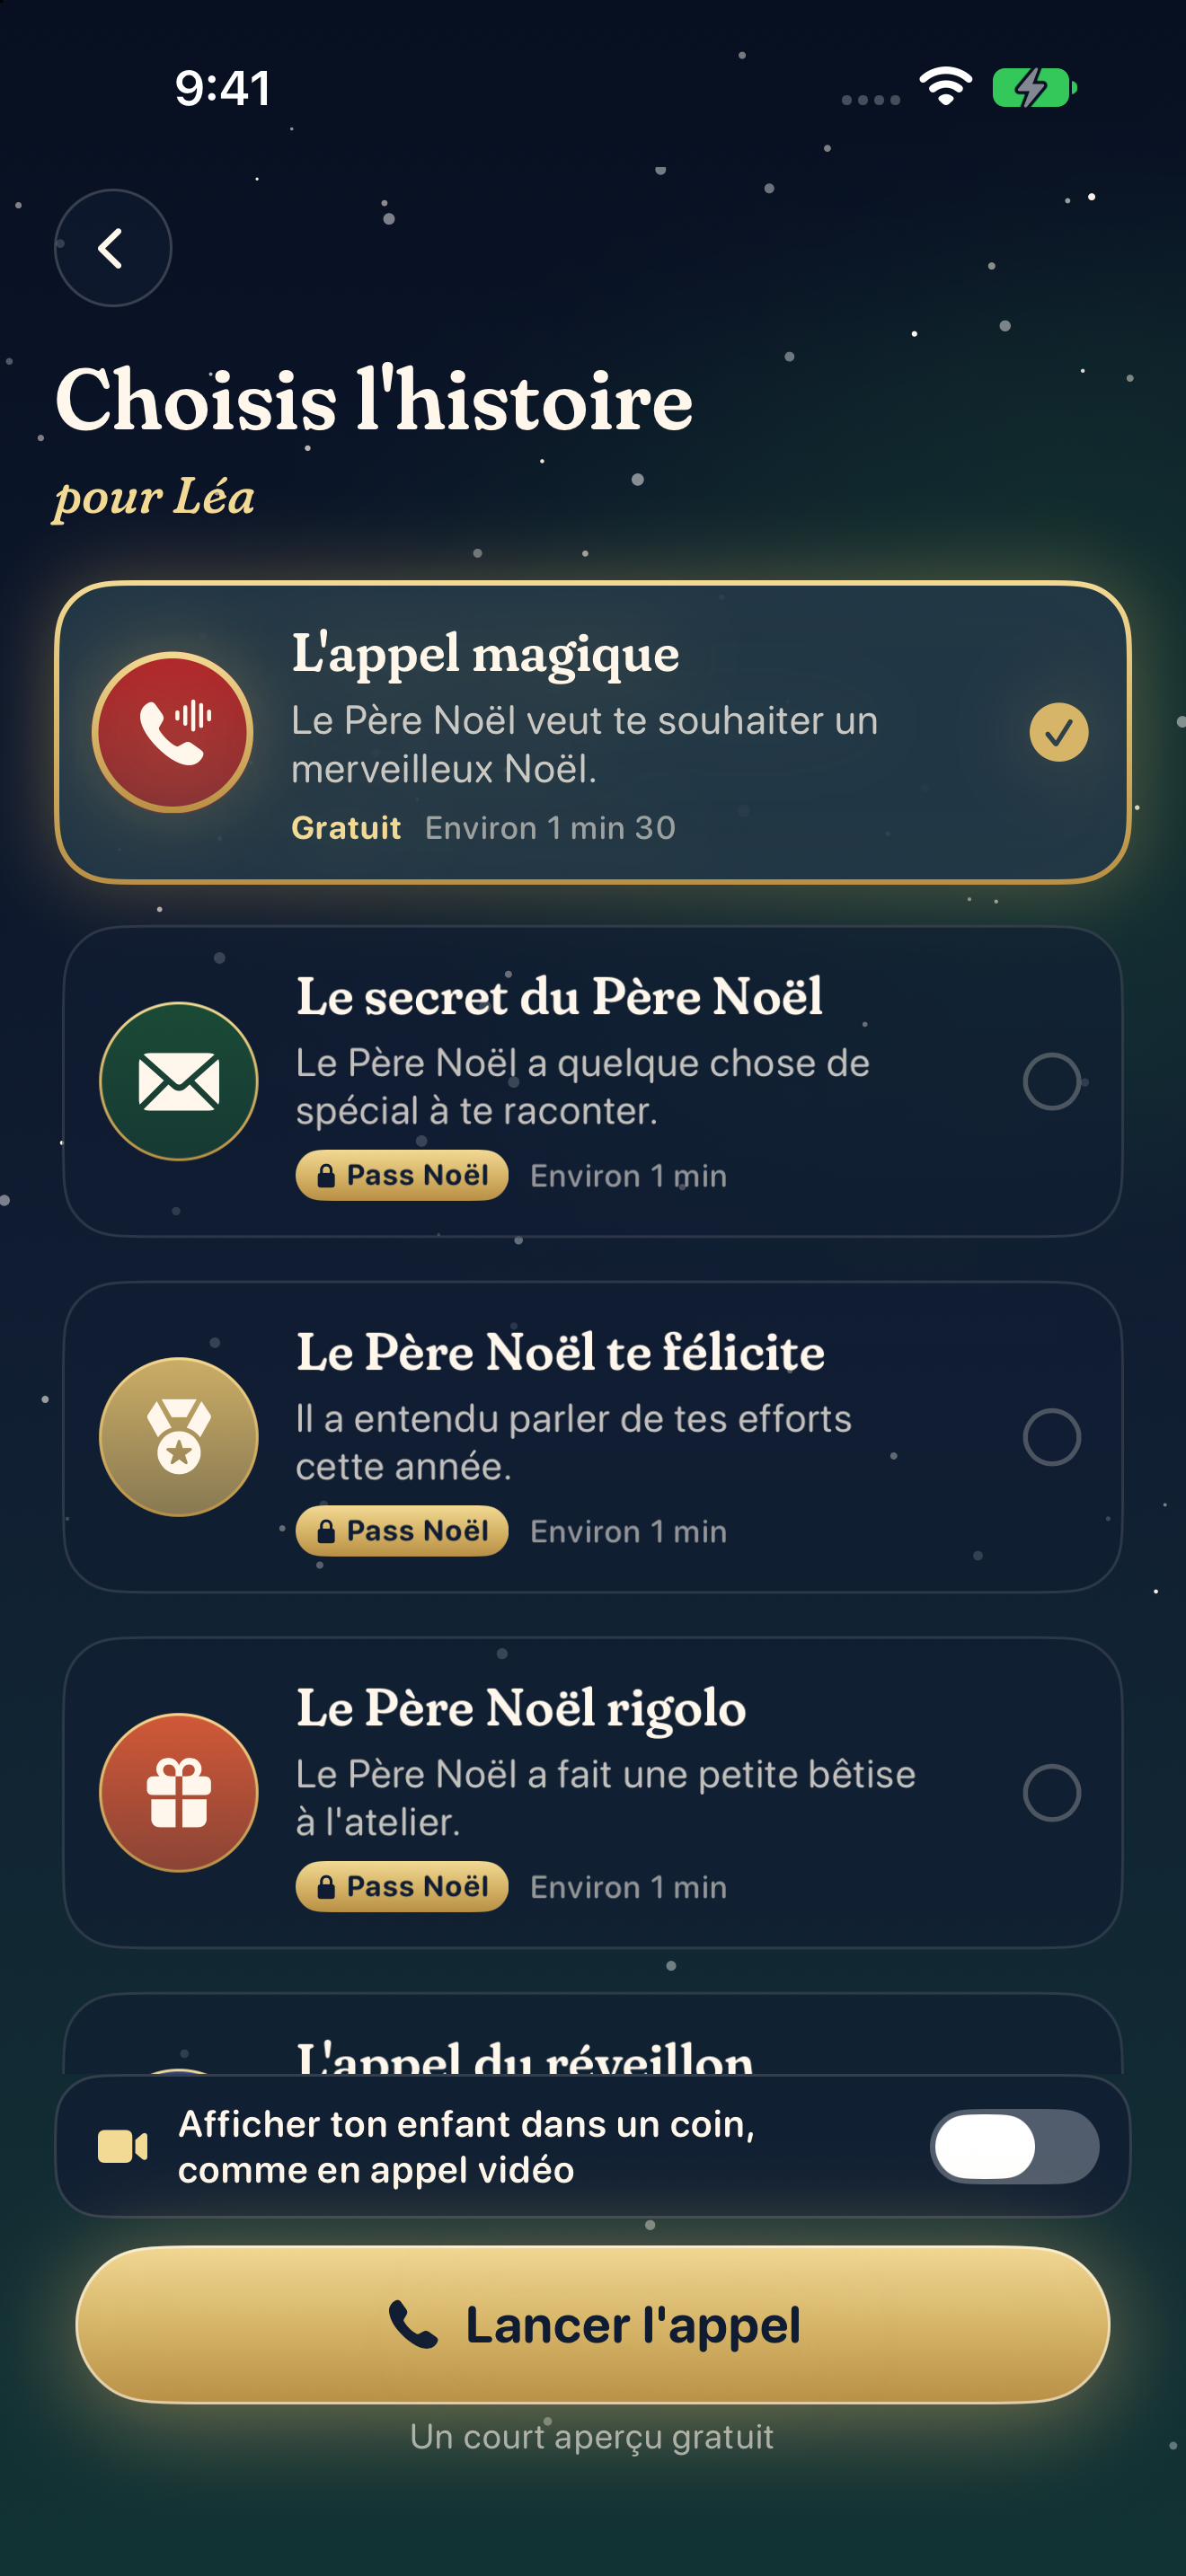 9:41
Choisis l'histoire
pour Léa
L'appel magique
Le Père Noël veut te souhaiter un
merveilleux Noël.
Gratuit Environ 1 min 30
Le secret du Père Noël
Le Père Noël a quelque chose de
spécial à te raconter.
Pass Noël Environ 1 min
Le Père Noël te félicite
Il a entendu parler de tes efforts
cette année.
Pass Noël Environ 1 min
Le Père Noël rigolo
Le Père Noël a fait une petite bêtise
à l'atelier.
Pass Noël Environ 1 min
L'appel du réveillon
Afficher ton enfant dans un coin,
comme en appel vidéo
Lancer l'appel
Un court aperçu gratuit